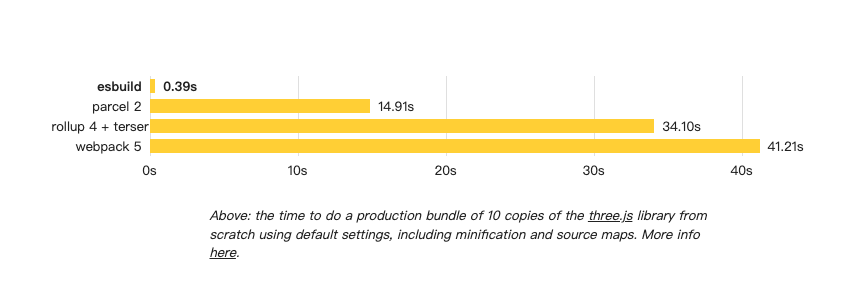 esbuild 0.39s
parcel 2 14.91s
rollup 4 + terser 34.10s
webpack 5 41.21s
0s 10s 20s 30s 40s
Above: the time to do a production bundle of 10 copies of the three.js library from
scratch using default settings, including minification and source maps. More info
here.